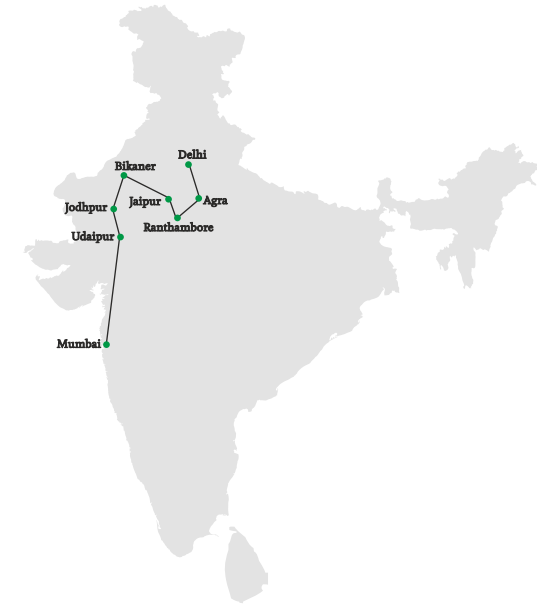 Delhi
Bikaner
Jaipur
Agra
Jodhpur
Ranthambore
Udaipur
Mumbai